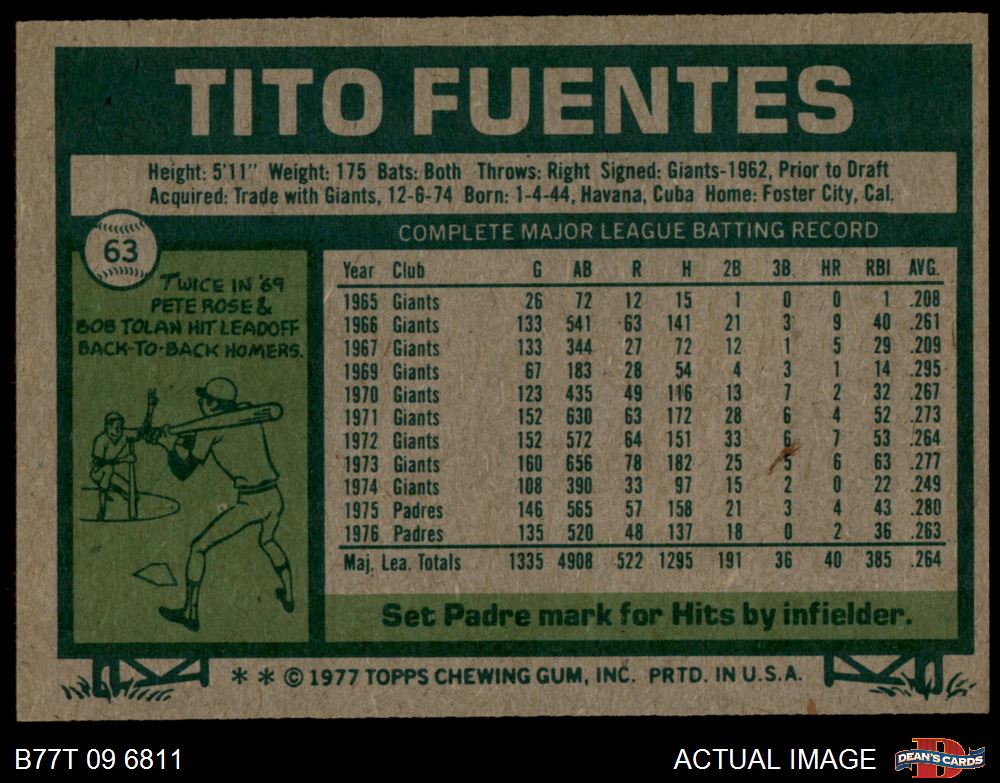 TITO FUENTES
Height: 5'11" Weight: 175 Bats: Both Throws: Right Signed: Giants-1962, Prior to Draft
Acquired: Trade with Giants, 12-6-74 Born: 1-4-44, Havana, Cuba Home: Foster City, Cal.
63
TWICE IN '69
PETE ROSE &
BOB TOLAN HIT LEADOFF
BACK-TO-BACK HOMERS.
COMPLETE MAJOR LEAGUE BATTING RECORD
Year Club G AB R H 2B 3B HR RBI AVG.
1965 Giants 26 72 12 15 1 0 0 1 .208
1966 Giants 133 541 63 141 21 3 9 40 .261
1967 Giants 133 344 27 72 12 1 5 29 .209
1969 Giants 67 183 28 54 4 3 1 14 .295
1970 Giants 123 435 49 116 13 7 2 32 .267
1971 Giants 152 630 63 172 28 6 4 52 .273
1972 Giants 152 572 64 151 33 6 7 53 .264
1973 Giants 160 656 78 182 25 5 6 63 .277
1974 Giants 108 390 33 97 15 2 0 22 .249
1975 Padres 146 565 57 158 21 3 4 43 .280
1976 Padres 135 520 48 137 18 0 2 36 .263
Maj. Lea. Totals 1335 4908 522 1295 191 36 40 385 .264
Set Padre mark for Hits by infielder.
* * © 1977 TOPPS CHEWING GUM, INC. PRTD. IN U.S.A.
B77T 09 6811
ACTUAL IMAGE
D
DEAN'S CARDS